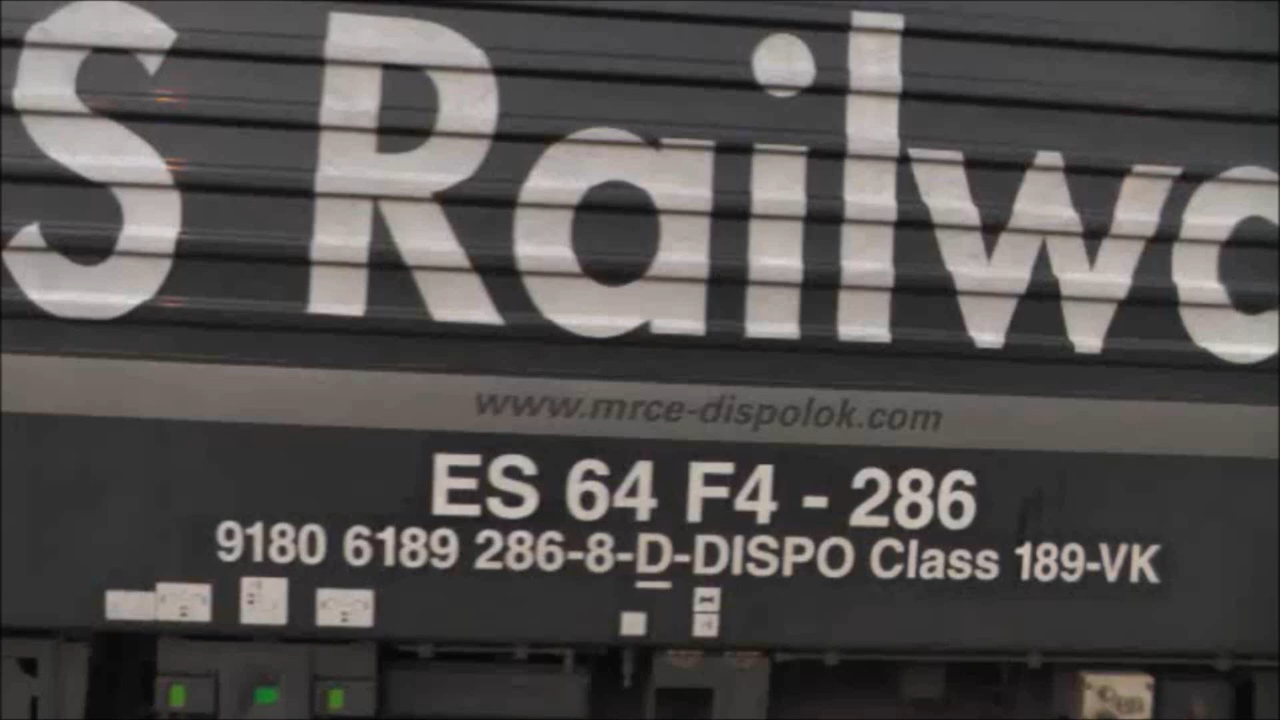 S Railwa
www.mrce-dispolok.com
ES 64 F4 - 286
9180 6189 286-8-D-DISPO Class 189-VK